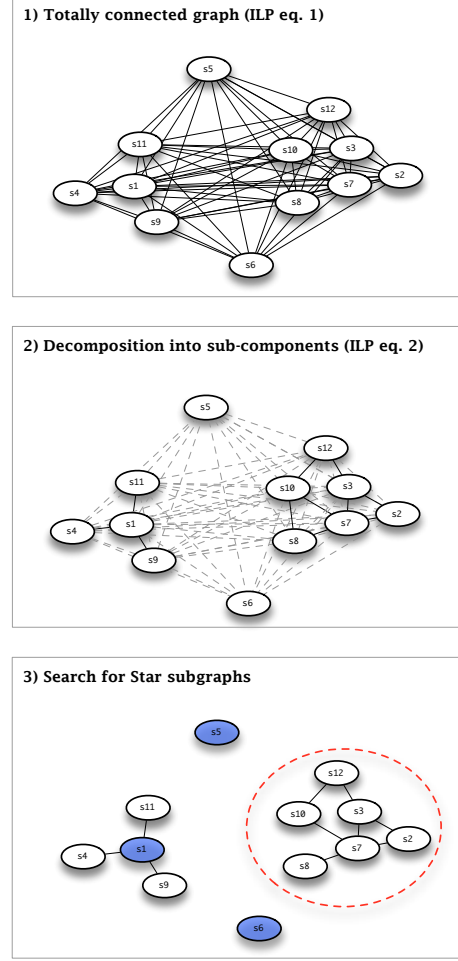 1) Totally connected graph (ILP eq. 1)
s5
s12
s11
s10
s3
s2
s4
s1
s7
s8
s9
s6
2) Decomposition into sub-components (ILP eq. 2)
s5
s12
s11
s10
s3
s2
s4
s1
s7
s8
s9
s6
3) Search for Star subgraphs
s5
s12
s11
s10
s3
s2
s4
s1
s7
s8
s9
s6